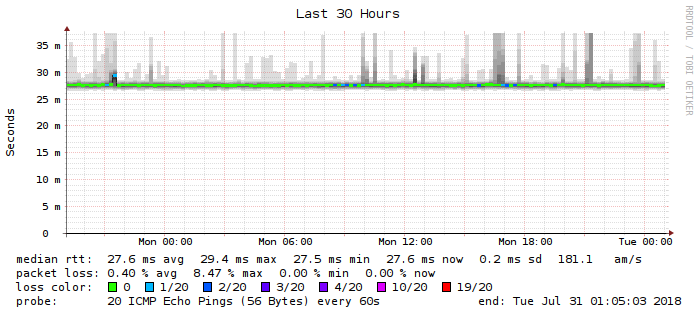 Last 30 Hours
RRDTOOL / TOBI OETIKER
Seconds
35 m
30 m
25 m
20 m
15 m
10 m
5 m
0
Mon 00:00 Mon 06:00 Mon 12:00 Mon 18:00 Tue 00:00
median rtt: 27.6 ms avg 29.4 ms max 27.5 ms min 27.6 ms now 0.2 ms sd 181.1 am/s
packet loss: 0.40 % avg 8.47 % max 0.00 % min 0.00 % now
loss color: 0 1/20 2/20 3/20 4/20 10/20 19/20
probe: 20 ICMP Echo Pings (56 Bytes) every 60s end: Tue Jul 31 01:05:03 2018